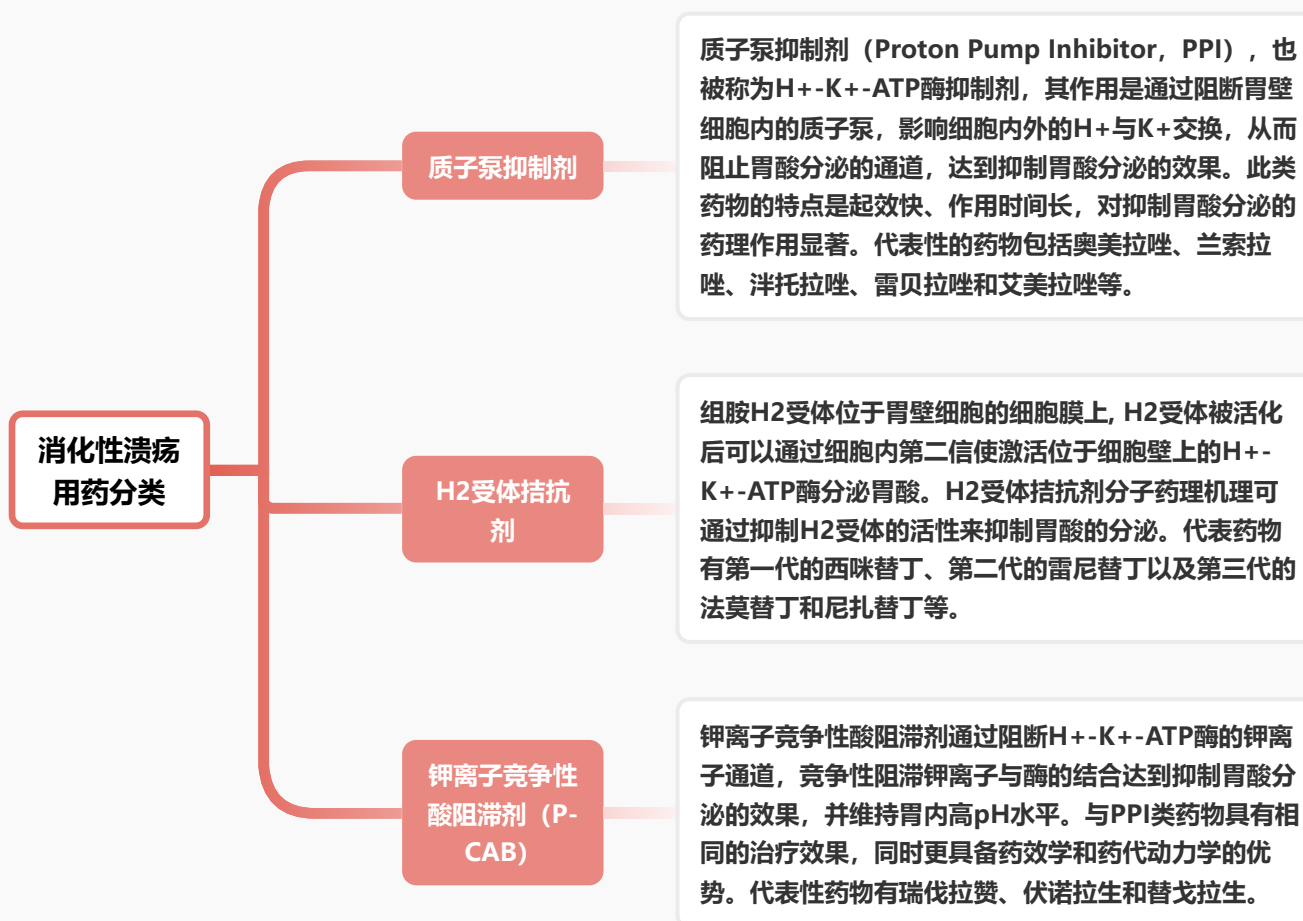 消化性溃疡
用药分类
质子泵抑制剂
质子泵抑制剂（Proton Pump Inhibitor，PPI），也
被称为H+-K+-ATP酶抑制剂，其作用是通过阻断胃壁
细胞内的质子泵，影响细胞内外的H+与K+交换，从而
阻止胃酸分泌的通道，达到抑制胃酸分泌的效果。此类
药物的特点是起效快、作用时间长，对抑制胃酸分泌的
药理作用显著。代表性的药物包括奥美拉唑、兰索拉
唑、泮托拉唑、雷贝拉唑和艾美拉唑等。
H2受体拮抗
剂
组胺H2受体位于胃壁细胞的细胞膜上, H2受体被活化
后可以通过细胞内第二信使激活位于细胞壁上的H+-
K+-ATP酶分泌胃酸。H2受体拮抗剂分子药理机理可
通过抑制H2受体的活性来抑制胃酸的分泌。代表药物
有第一代的西咪替丁、第二代的雷尼替丁以及第三代的
法莫替丁和尼扎替丁等。
钾离子竞争性
酸阻滞剂（P-
CAB）
钾离子竞争性酸阻滞剂通过阻断H+-K+-ATP酶的钾离
子通道，竞争性阻滞钾离子与酶的结合达到抑制胃酸分
泌的效果，并维持胃内高pH水平。与PPI类药物具有相
同的治疗效果，同时更具备药效学和药代动力学的优
势。代表性药物有瑞伐拉赞、伏诺拉生和替戈拉生。